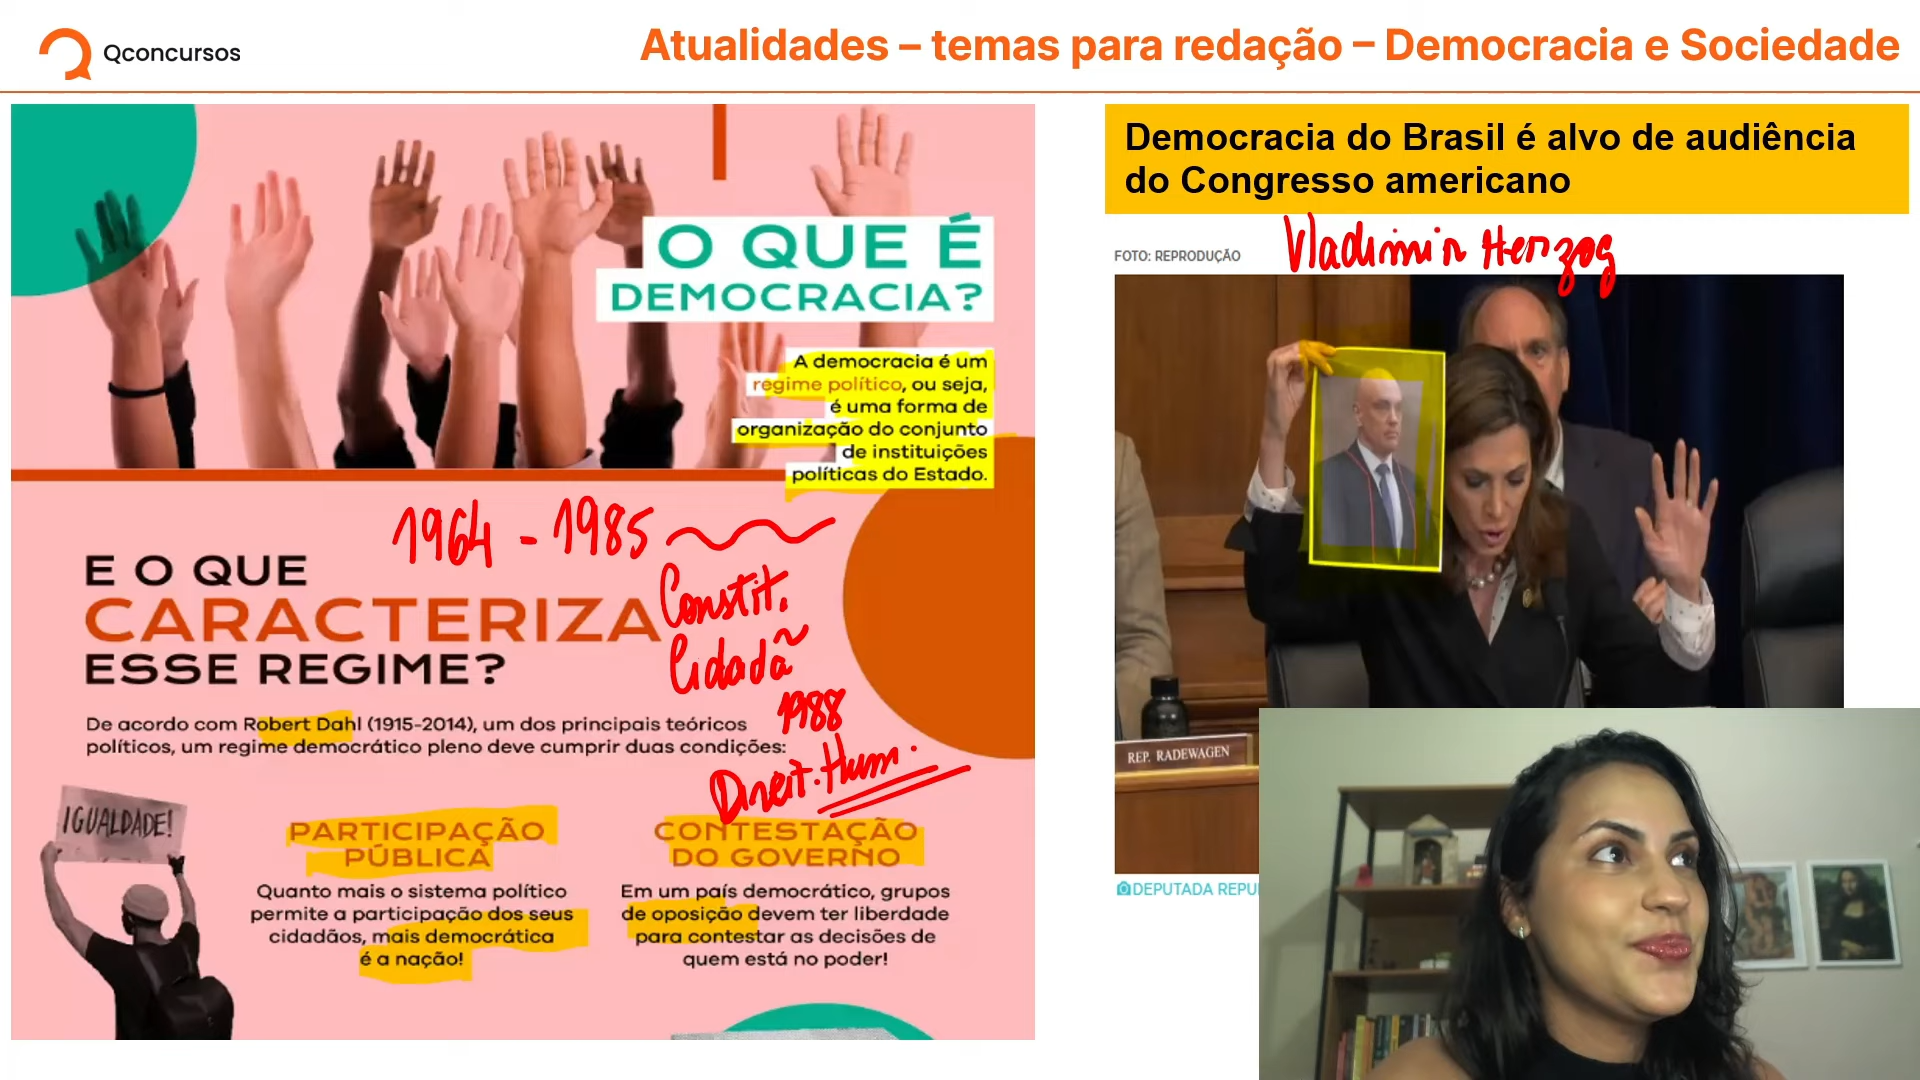 Qconcursos
Atualidades – temas para redação – Democracia e Sociedade
O QUE É
DEMOCRACIA?
A democracia é um
regime político, ou seja,
é uma forma de
organização do conjunto
de instituições
políticas do Estado.
1964 - 1985
E O QUE
CARACTERIZA
ESSE REGIME?
Constit.
Cidadã
1988
Direit. Hum.
De acordo com Robert Dahl (1915-2014), um dos principais teóricos
políticos, um regime democrático pleno deve cumprir duas condições:
IGUALDADE!
PARTICIPAÇÃO
PÚBLICA
Quanto mais o sistema político
permite a participação dos seus
cidadãos, mais democrática
é a nação!
CONTESTAÇÃO
DO GOVERNO
Em um país democrático, grupos
de oposição devem ter liberdade
para contestar as decisões de
quem está no poder!
Democracia do Brasil é alvo de audiência
do Congresso americano
Vladimir Herzog
FOTO: REPRODUÇÃO
REP. RADEWAGEN
DEPUTADA REPU